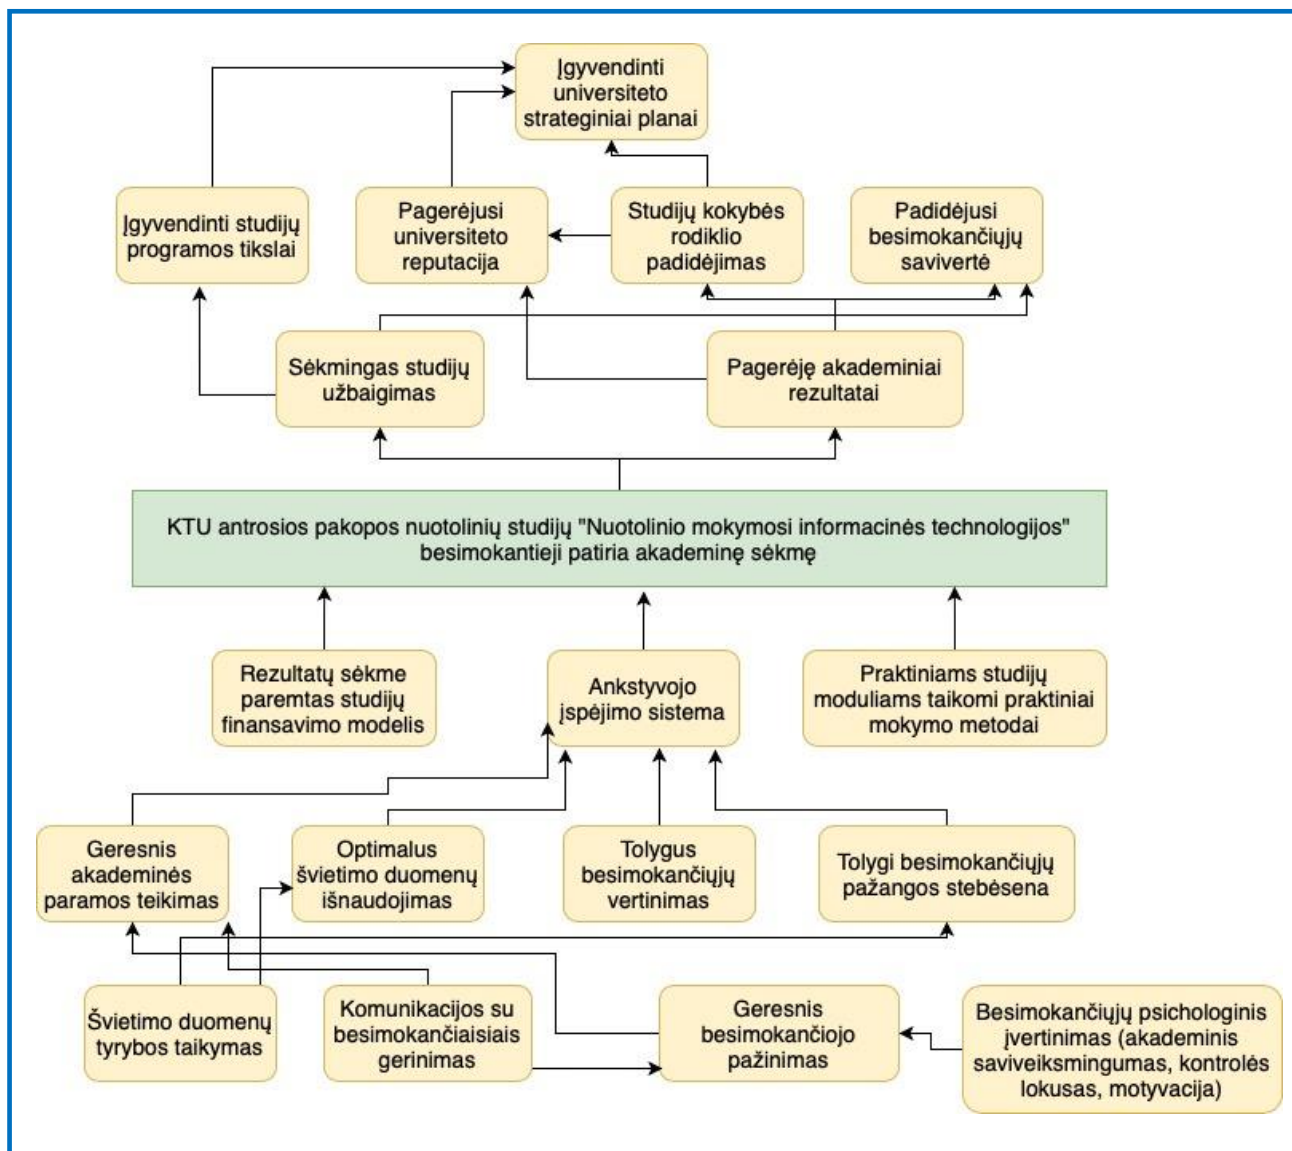 Įgyvendinti
universiteto
strateginiai planai
Įgyvendinti studijų
programos tikslai
Pagerėjusi
universiteto
reputacija
Studijų kokybės
rodiklio
padidėjimas
Padidėjusi
besimokančiųjų
savivertė
Sėkmingas studijų
užbaigimas
Pagerėję akademiniai
rezultatai
KTU antrosios pakopos nuotolinių studijų "Nuotolinio mokymosi informacinės technologijos"
besimokantieji patiria akademinę sėkmę
Rezultatų sėkme
paremtas studijų
finansavimo modelis
Ankstyvojo
įspėjimo sistema
Praktiniams studijų
moduliams taikomi praktiniai
mokymo metodai
Geresnis
akademinės
paramos teikimas
Optimalus
švietimo duomenų
išnaudojimas
Tolygus
besimokančiųjų
vertinimas
Tolygi besimokančiųjų
pažangos stebėsena
Švietimo duomenų
tyrybos taikymas
Komunikacijos su
besimokančiaisiais
gerinimas
Geresnis
besimokančiojo
pažinimas
Besimokančiųjų psichologinis
įvertinimas (akademinis
saviveiksmingumas, kontrolės
lokusas, motyvacija)